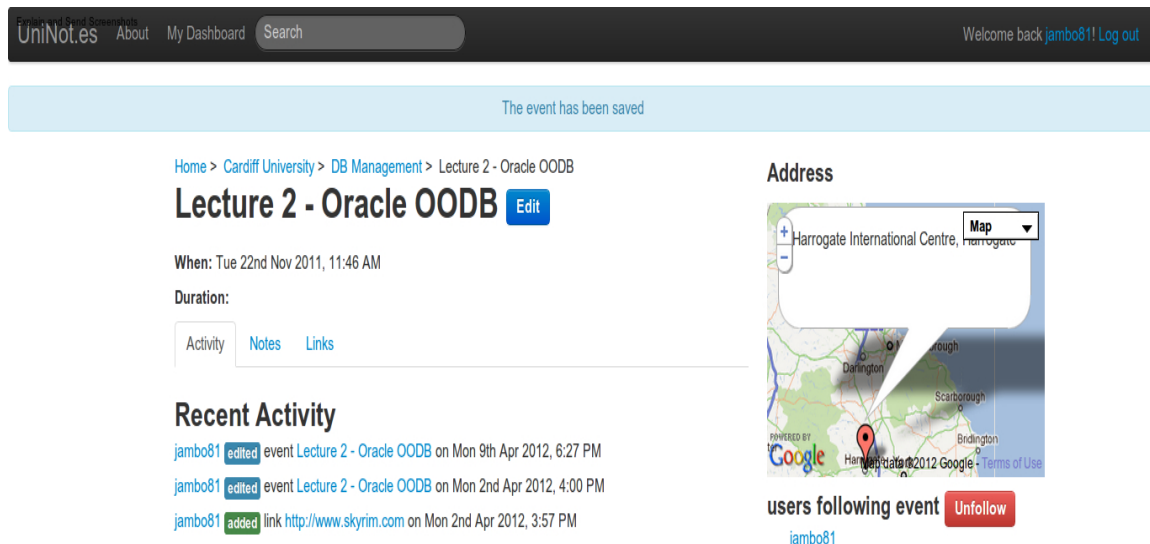 Explain and Send Screenshots
UniNot.es About My Dashboard Search Welcome back jambo81! Log out
The event has been saved
Home > Cardiff University > DB Management > Lecture 2 - Oracle OODB
Lecture 2 - Oracle OODB Edit
When: Tue 22nd Nov 2011, 11:46 AM
Duration:
Activity Notes Links
Recent Activity
jambo81 edited event Lecture 2 - Oracle OODB on Mon 9th Apr 2012, 6:27 PM
jambo81 edited event Lecture 2 - Oracle OODB on Mon 2nd Apr 2012, 4:00 PM
jambo81 added link http://www.skyrim.com on Mon 2nd Apr 2012, 3:57 PM
Address
+
Map
Harrogate International Centre, Harrogate
−
rough
Darlington
Scarborough
Bridlington
POWERED BY
Google
Map data ©2012 Google - Terms of Use
users following event Unfollow
jambo81